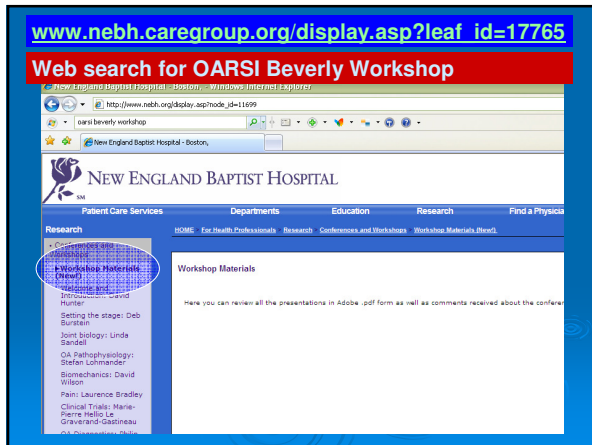 www.nebh.caregroup.org/display.asp?leaf_id=17765
Web search for OARSI Beverly Workshop
New England Baptist Hospital - Boston, - Windows Internet Explorer
http://www.nebh.org/display.asp?node_id=11699
oarsi beverly workshop
New England Baptist Hospital - Boston,
NEW ENGLAND BAPTIST HOSPITAL
SM
Patient Care Services Departments Education Research Find a Physicia
Research
HOME For Health Professionals Research Conferences and Workshops Workshop Materials (New!)
Conferences and
Workshops
Workshop Materials
(New!)
Welcome and
Introduction: David
Hunter
Setting the stage: Deb
Burstein
Joint biology: Linda
Sandell
OA Pathophysiology:
Stefan Lohmander
Biomechanics: David
Wilson
Pain: Laurence Bradley
Clinical Trials: Marie-
Pierre Hellio Le
Graverand-Gastineau
OA Diagnostics: Philip
Workshop Materials
Here you can review all the presentations in Adobe .pdf form as well as comments received about the conferen